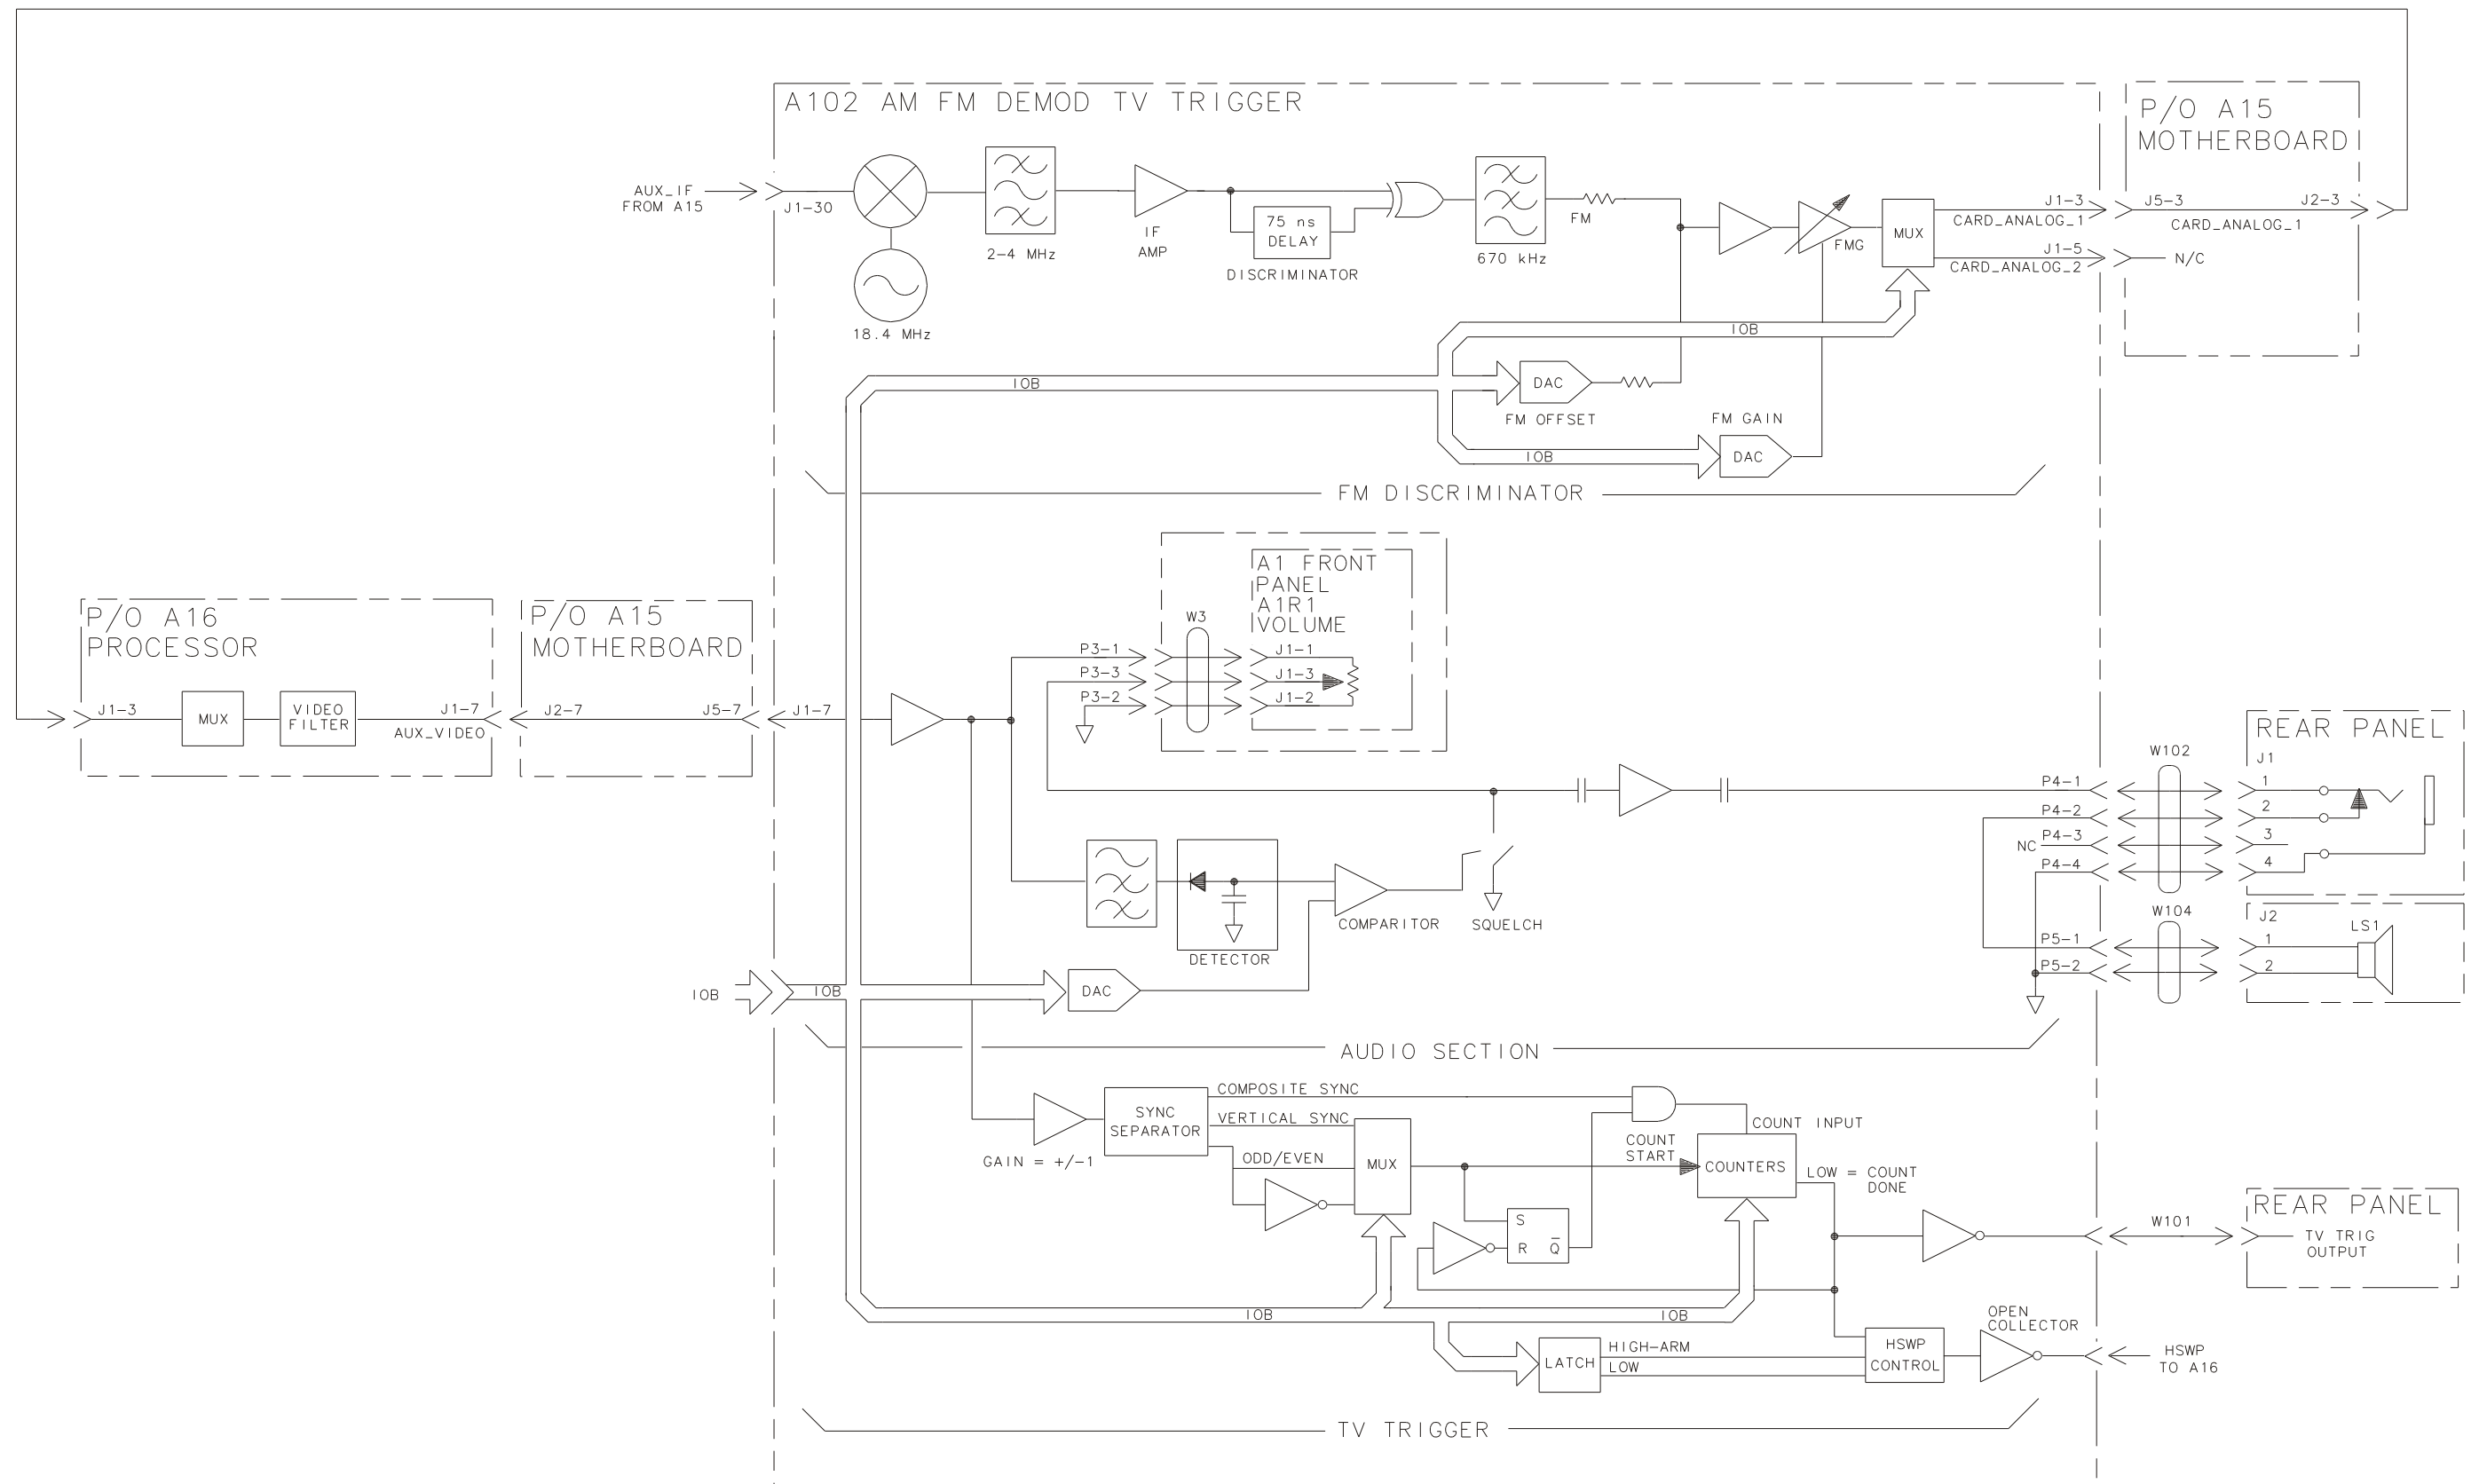 A102 AM FM DEMOD TV TRIGGER
P/O A15
MOTHERBOARD
AUX_IF
FROM A15
J1-30
18.4 MHz
2-4 MHz
IF
AMP
75 ns
DELAY
DISCRIMINATOR
670 kHz
FM
FMG
MUX
J1-3
CARD_ANALOG_1
J1-5
CARD_ANALOG_2
J5-3
J2-3
CARD_ANALOG_1
N/C
IOB
IOB
DAC
FM OFFSET
FM GAIN
IOB
DAC
FM DISCRIMINATOR
P/O A16
PROCESSOR
J1-3
MUX
VIDEO
FILTER
J1-7
AUX_VIDEO
P/O A15
MOTHERBOARD
J2-7
J5-7
J1-7
A1 FRONT
PANEL
A1R1
VOLUME
W3
P3-1
P3-3
P3-2
J1-1
J1-3
J1-2
DETECTOR
COMPARITOR
SQUELCH
IOB
IOB
DAC
P4-1
P4-2
NC P4-3
P4-4
P5-1
P5-2
W102
W104
REAR PANEL
J1
1
2
3
4
J2
1
2
LS1
AUDIO SECTION
GAIN = +/-1
SYNC
SEPARATOR
COMPOSITE SYNC
VERTICAL SYNC
ODD/EVEN
MUX
COUNT
START
COUNT INPUT
COUNTERS
LOW = COUNT
DONE
S
R Q̅
IOB
IOB
LATCH
HIGH-ARM
LOW
HSWP
CONTROL
OPEN
COLLECTOR
W101
REAR PANEL
TV TRIG
OUTPUT
HSWP
TO A16
TV TRIGGER